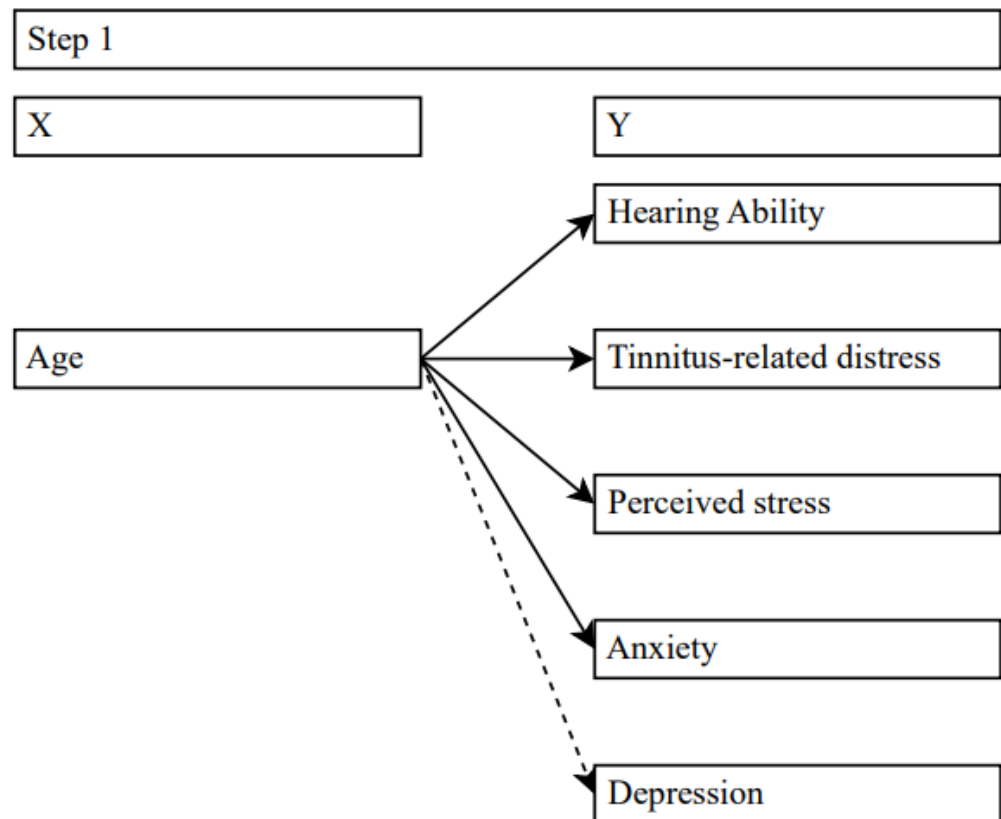 Step 1
X
Y
Hearing Ability
Age
Tinnitus-related distress
Perceived stress
Anxiety
Depression